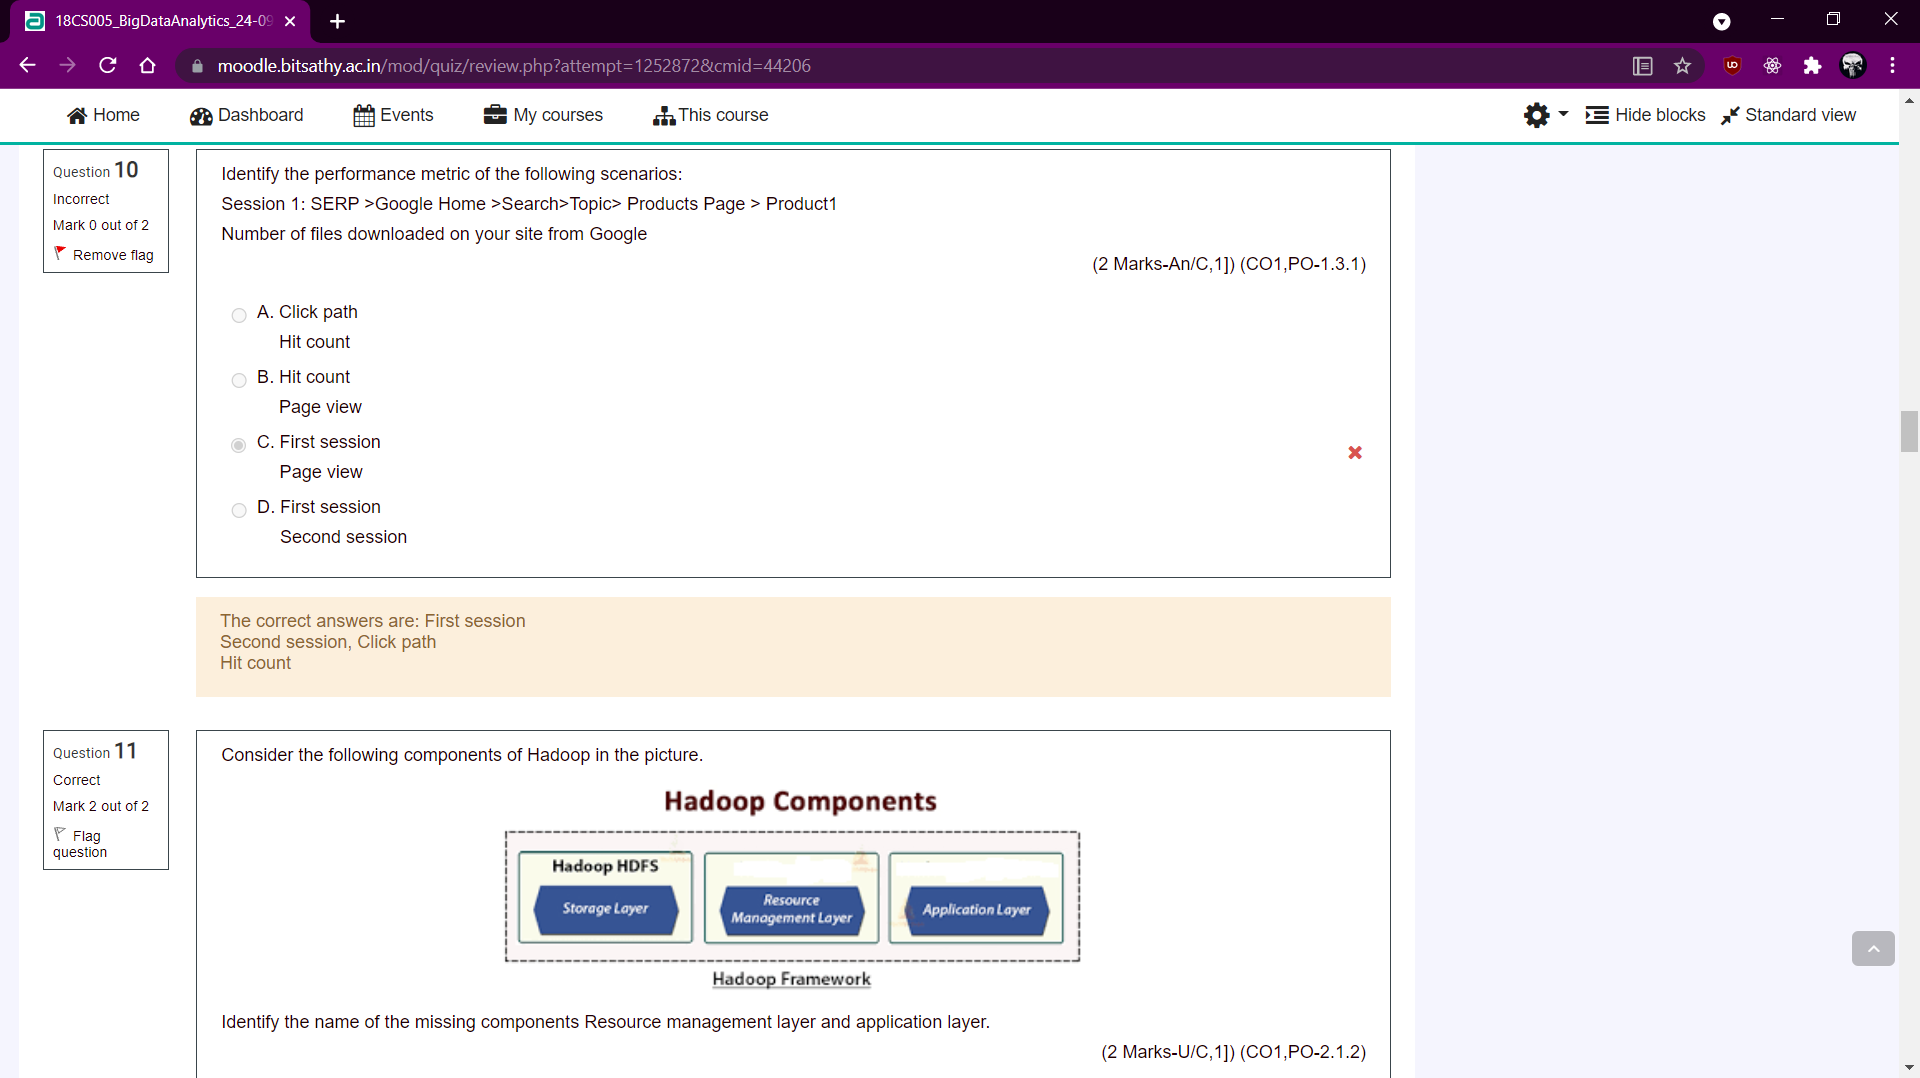 18CS005_BigDataAnalytics_24-09
moodle.bitsathy.ac.in/mod/quiz/review.php?attempt=1252872&cmid=44206
Home Dashboard Events My courses This course Hide blocks Standard view
Question 10
Incorrect
Mark 0 out of 2
Remove flag
Identify the performance metric of the following scenarios:
Session 1: SERP >Google Home >Search>Topic> Products Page > Product1
Number of files downloaded on your site from Google
(2 Marks-An/C,1]) (CO1,PO-1.3.1)
A. Click path
Hit count
B. Hit count
Page view
C. First session
Page view
D. First session
Second session
The correct answers are: First session
Second session, Click path
Hit count
Question 11
Correct
Mark 2 out of 2
Flag
question
Consider the following components of Hadoop in the picture.
Hadoop Components
Hadoop HDFS
Storage Layer
Resource
Management Layer
Application Layer
Hadoop Framework
Identify the name of the missing components Resource management layer and application layer.
(2 Marks-U/C,1]) (CO1,PO-2.1.2)